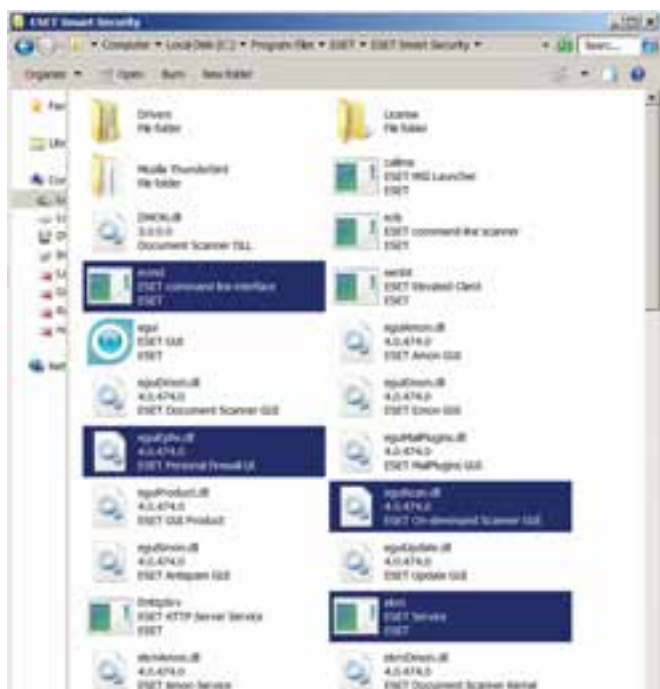 ESET Smart Security
Computer Local Disk (C:) Program Files ESET ESET Smart Security
Organize Open Burn New folder
Drivers
File folder
License
File folder
Mozilla Thunderbird
File folder
callmsi
ESET MSI Launcher
ESET
DMON.dll
Document Scanner DLL
ecls
ESET command-line scanner
ESET
ecmd
ESET command line interface
ESET
eeclnt
ESET Elevated Client
ESET
egui
ESET GUI
ESET
eguiAmon.dll
4.0.474.0
ESET Amon GUI
eguiDmon.dll
4.0.474.0
ESET Document Scanner GUI
eguiEmon.dll
4.0.474.0
ESET Emon GUI
eguiEpfw.dll
4.0.474.0
ESET Personal Firewall UI
eguiMailPlugins.dll
4.0.474.0
ESET MailPlugins GUI
eguiProduct.dll
4.0.474.0
ESET GUI Product
eguiScan.dll
4.0.474.0
ESET On-demand Scanner GUI
eguiSmon.dll
4.0.474.0
ESET Antispam GUI
eguiUpdate.dll
4.0.474.0
ESET Update GUI
EHttpSrv
ESET HTTP Server Service
ESET
ekrn
ESET Service
ESET
ekrnAmon.dll
4.0.474.0
ESET Amon Service
ekrnDmon.dll
4.0.474.0
ESET Document Scanner Kernel